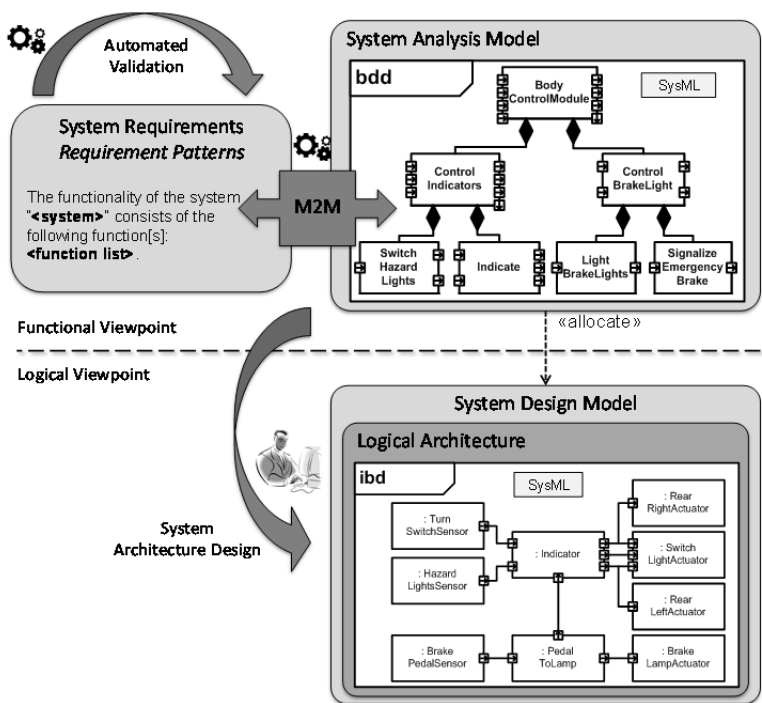 Automated
Validation
System Requirements
Requirement Patterns
The functionality of the system
"<system>" consists of the
following function[s]:
<function list>.
M2M
System Analysis Model
bdd
SysML
Body
ControlModule
Control
Indicators
Control
BrakeLight
Switch
Hazard
Lights
Indicate
Light
BrakeLights
Signalize
Emergency
Brake
Functional Viewpoint
«allocate»
Logical Viewpoint
System Design Model
Logical Architecture
ibd
SysML
: Turn
SwitchSensor
: Hazard
LightsSensor
: Indicator
: Rear
RightActuator
: Switch
LightActuator
: Rear
LeftActuator
: Brake
PedalSensor
: Pedal
ToLamp
: Brake
LampActuator
System
Architecture Design